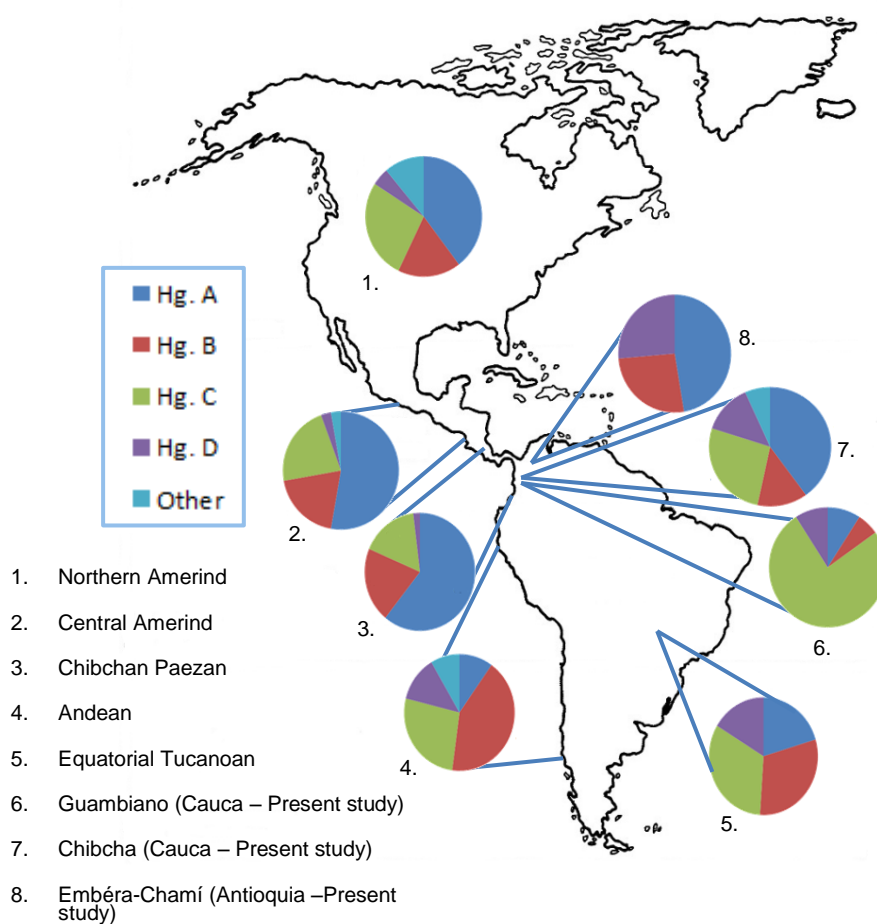 1.
Hg. A
Hg. B
Hg. C
Hg. D
Other
8.
7.
2.
3.
6.
4.
5.
1. Northern Amerind
2. Central Amerind
3. Chibchan Paezan
4. Andean
5. Equatorial Tucanoan
6. Guambiano (Cauca – Present study)
7. Chibcha (Cauca – Present study)
8. Embéra-Chamí (Antioquia –Present
study)